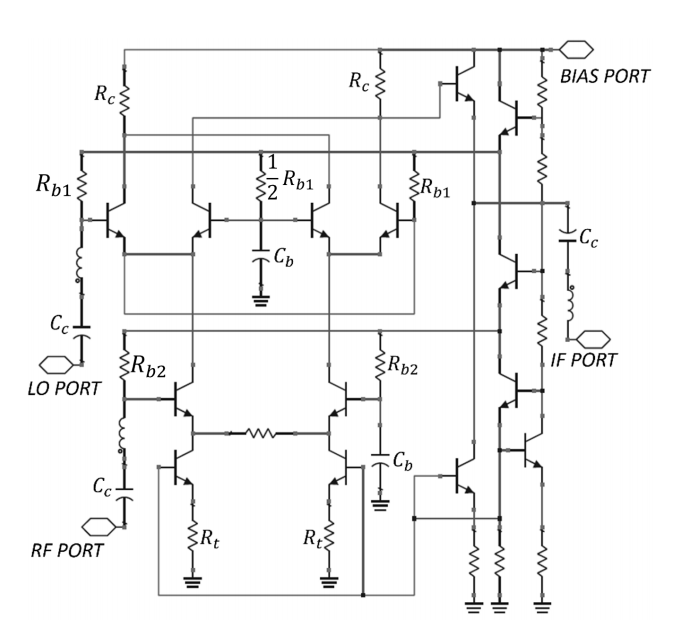 BIAS PORT
R_c
R_c
R_{b1}
\frac{1}{2} R_{b1}
R_{b1}
C_b
C_c
C_c
LO PORT
IF PORT
R_{b2}
R_{b2}
C_b
C_c
RF PORT
R_t
R_t